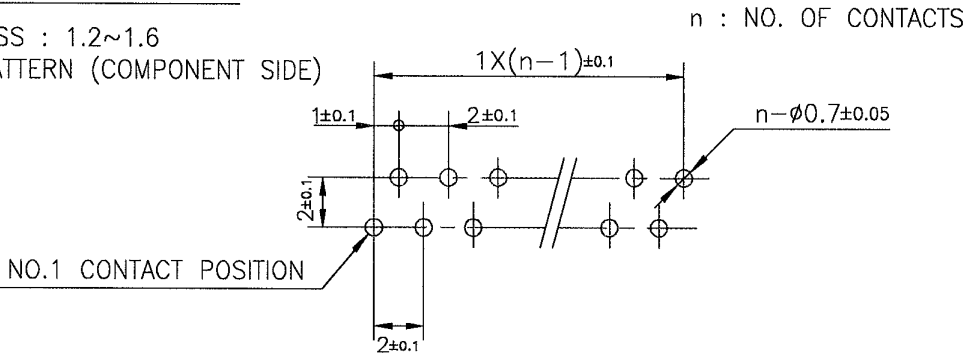 n : NO. OF CONTACTS
SS : 1.2~1.6
ATTERN (COMPONENT SIDE)
1X(n-1)±0.1
1±0.1
2±0.1
n-ø0.7±0.05
2±0.1
NO.1 CONTACT POSITION
2±0.1